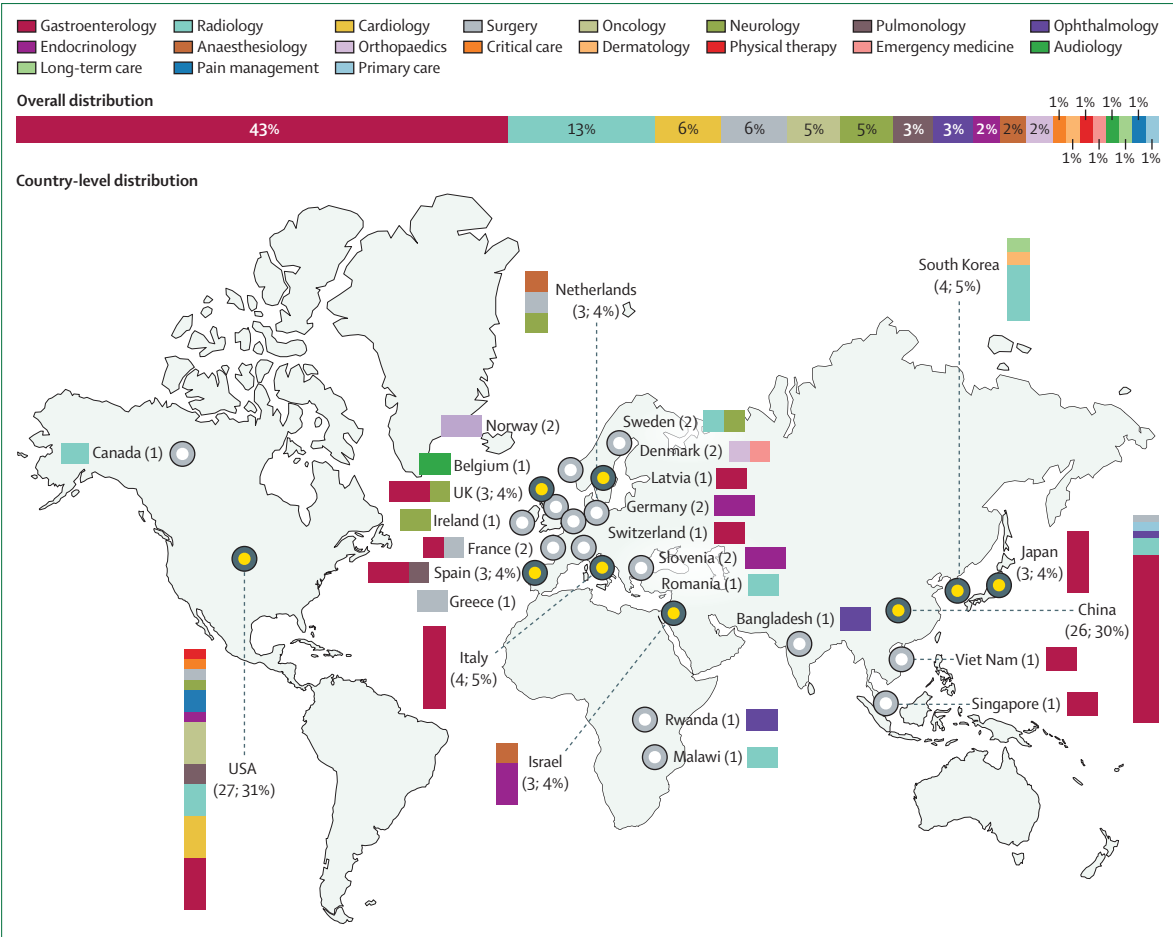 Gastroenterology Radiology Cardiology Surgery Oncology Neurology Pulmonology Ophthalmology
Endocrinology Anaesthesiology Orthopaedics Critical care Dermatology Physical therapy Emergency medicine Audiology
Long-term care Pain management Primary care
Overall distribution
1% 1% 1% 1%
43% 13% 6% 6% 5% 5% 3% 3% 2% 2% 2%
1% 1% 1% 1%
Country-level distribution
South Korea
(4; 5%)
Netherlands
(3; 4%)
Norway (2)
Sweden (2)
Canada (1)
Denmark (2)
Belgium (1)
Latvia (1)
UK (3; 4%)
Germany (2)
Ireland (1)
Switzerland (1)
France (2)
Slovenia (2)
Japan
(3; 4%)
Spain (3; 4%)
Romania (1)
Greece (1)
Bangladesh (1)
China
(26; 30%)
Italy
(4; 5%)
Viet Nam (1)
Singapore (1)
Rwanda (1)
Malawi (1)
Israel
(3; 4%)
USA
(27; 31%)